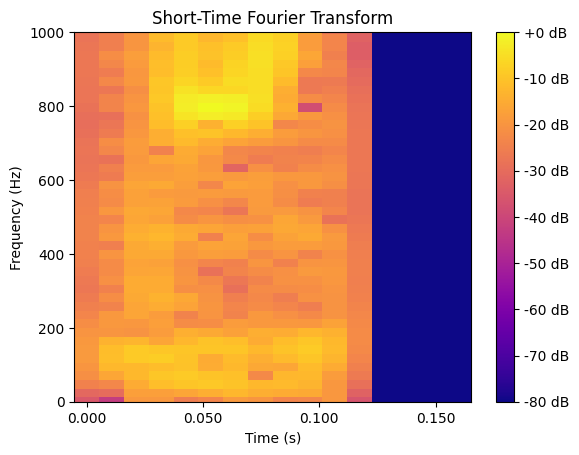 Short-Time Fourier Transform
Frequency (Hz)
1000
800
600
400
200
0
0.000
0.050
0.100
0.150
Time (s)
+0 dB
-10 dB
-20 dB
-30 dB
-40 dB
-50 dB
-60 dB
-70 dB
-80 dB